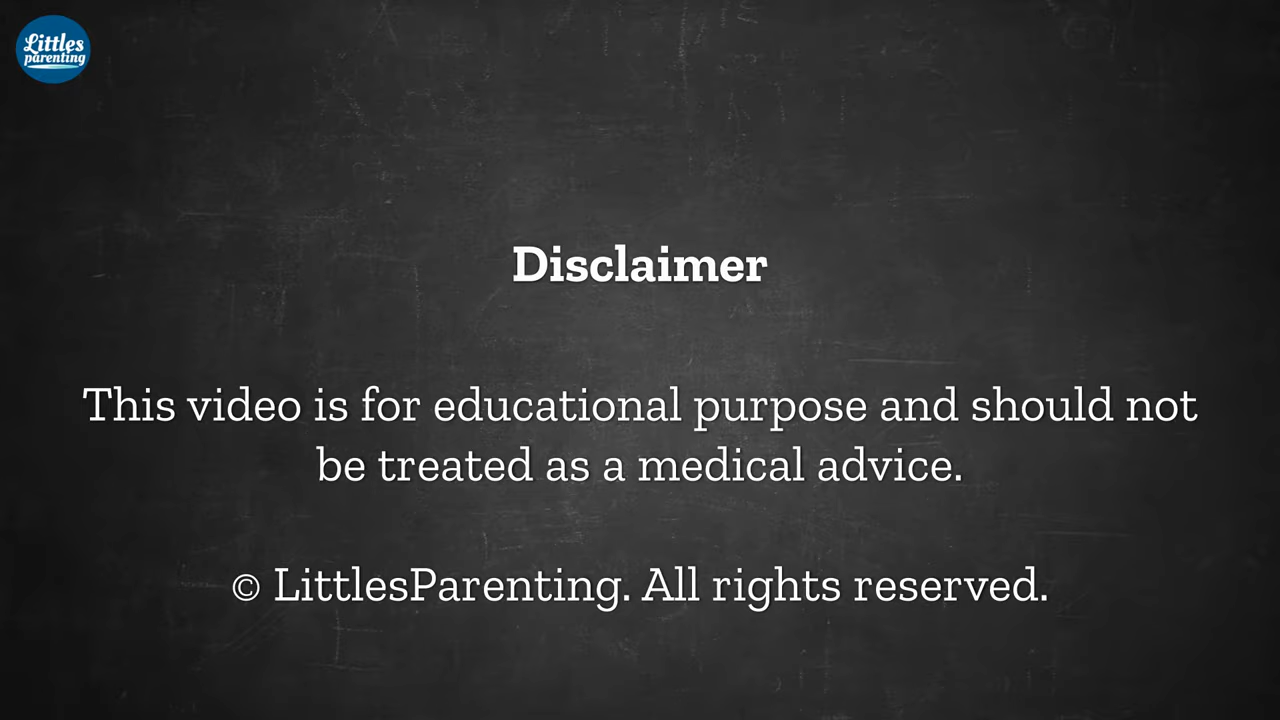 Littles
parenting
Disclaimer
This video is for educational purpose and should not
be treated as a medical advice.
© LittlesParenting. All rights reserved.